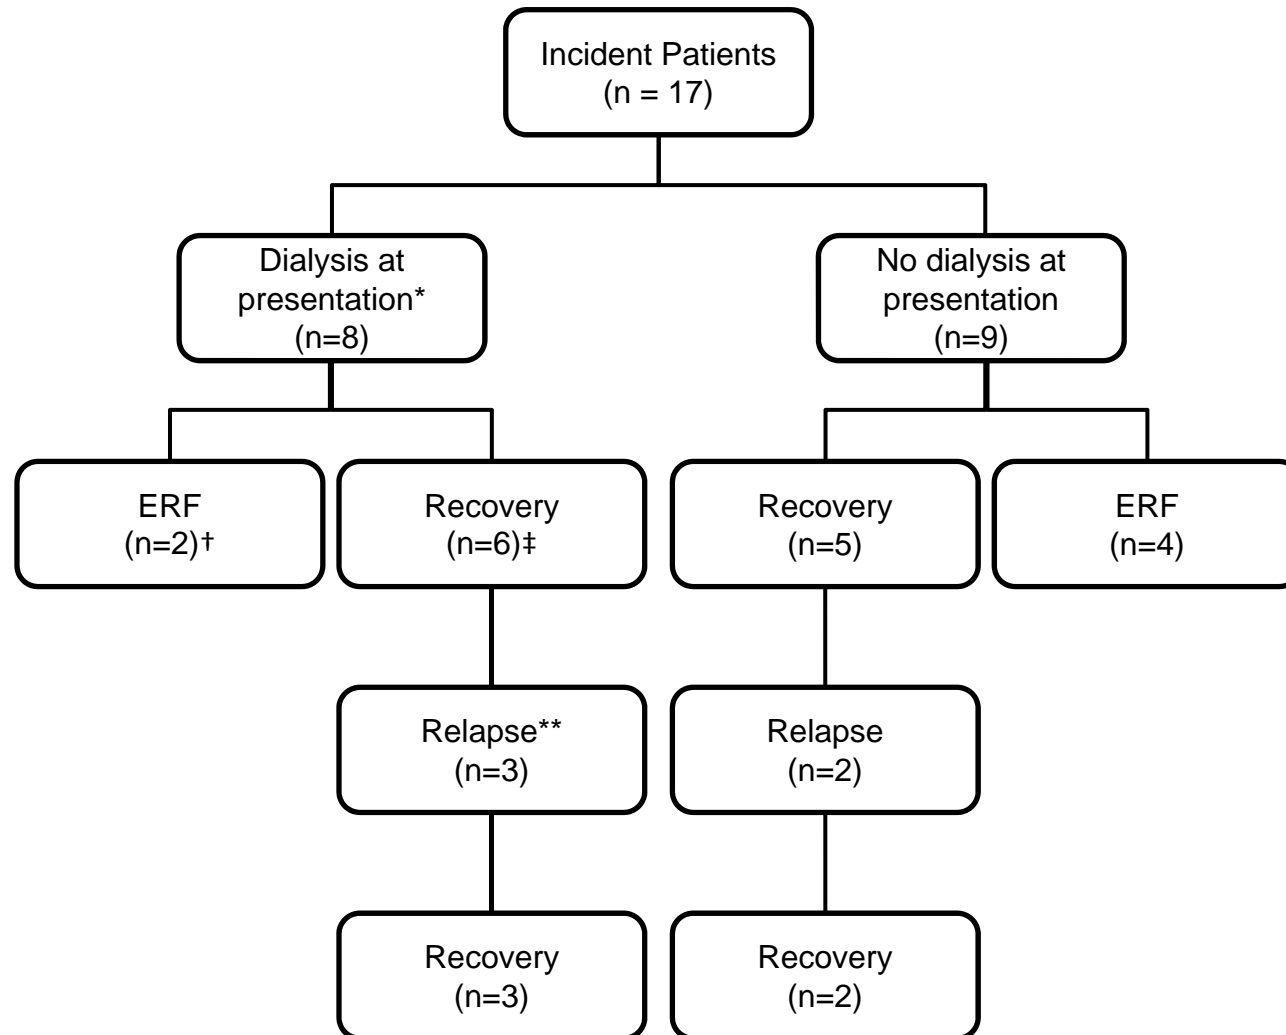 Incident Patients
(n = 17)
Dialysis at
presentation*
(n=8)
No dialysis at
presentation
(n=9)
ERF
(n=2)†
Recovery
(n=6)‡
Recovery
(n=5)
ERF
(n=4)
Relapse**
(n=3)
Relapse
(n=2)
Recovery
(n=3)
Recovery
(n=2)